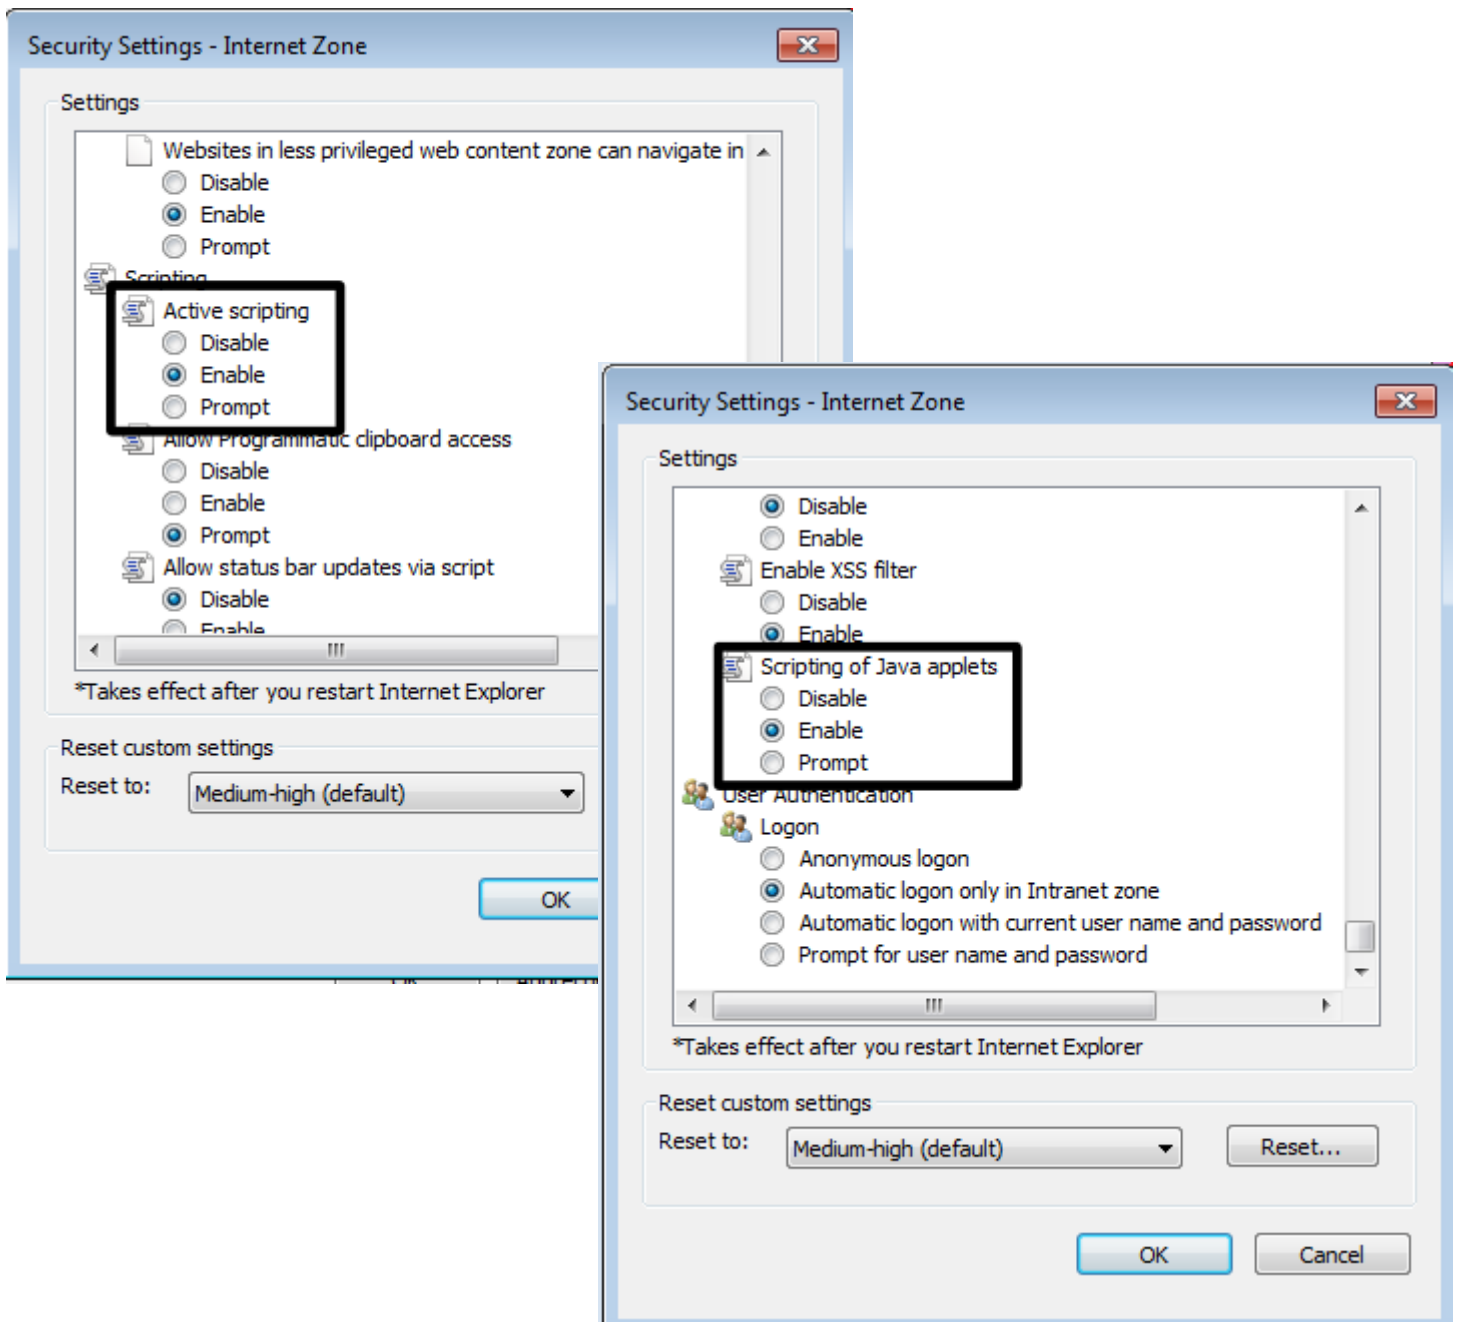 Security Settings - Internet Zone
Settings
Websites in less privileged web content zone can navigate in
Disable
Enable
Prompt
Scripting
Active scripting
Disable
Enable
Prompt
Allow Programmatic clipboard access
Disable
Enable
Prompt
Allow status bar updates via script
Disable
Enable
*Takes effect after you restart Internet Explorer
Reset custom settings
Reset to:
Medium-high (default)
OK
Security Settings - Internet Zone
Settings
Disable
Enable
Enable XSS filter
Disable
Enable
Scripting of Java applets
Disable
Enable
Prompt
User Authentication
Logon
Anonymous logon
Automatic logon only in Intranet zone
Automatic logon with current user name and password
Prompt for user name and password
*Takes effect after you restart Internet Explorer
Reset custom settings
Reset to:
Medium-high (default)
Reset...
OK
Cancel